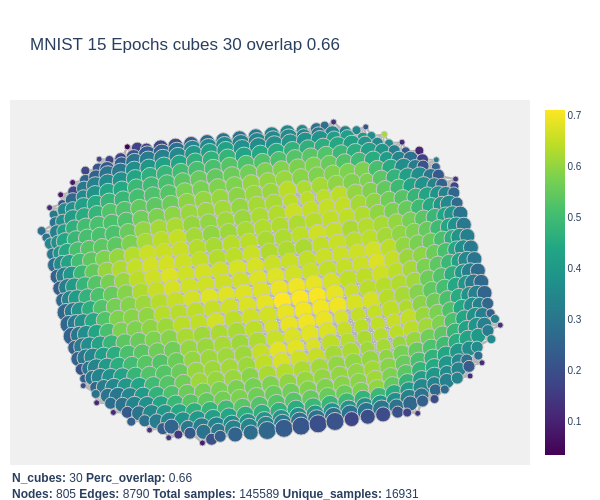 MNIST 15 Epochs cubes 30 overlap 0.66
0.7
0.6
0.5
0.4
0.3
0.2
0.1
N_cubes: 30 Perc_overlap: 0.66
Nodes: 805 Edges: 8790 Total samples: 145589 Unique_samples: 16931